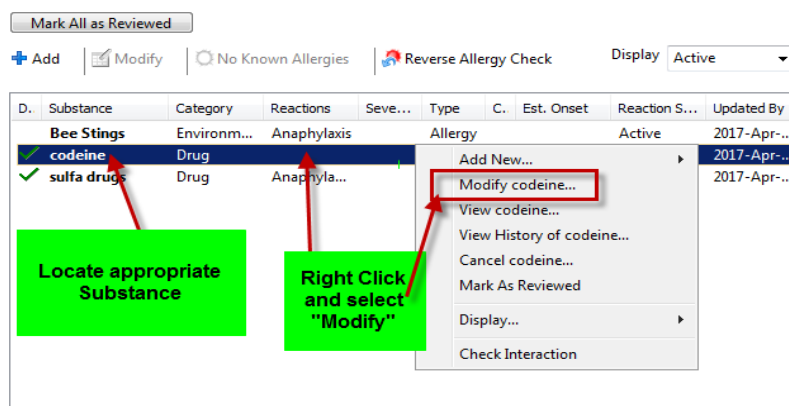 Mark All as Reviewed
Add Modify No Known Allergies Reverse Allergy Check Display Active
D.. Substance Category Reactions Seve... Type C. Est. Onset Reaction S... Updated By
Bee Stings Environm... Anaphylaxis Allergy Active 2017-Apr-..
codeine Drug 2017-Apr-..
sulfa drugs Drug Anaphyla... 2017-Apr-..
Add New...
Modify codeine...
View codeine...
View History of codeine...
Cancel codeine...
Mark As Reviewed
Display...
Check Interaction
Locate appropriate
Substance
Right Click
and select
"Modify"